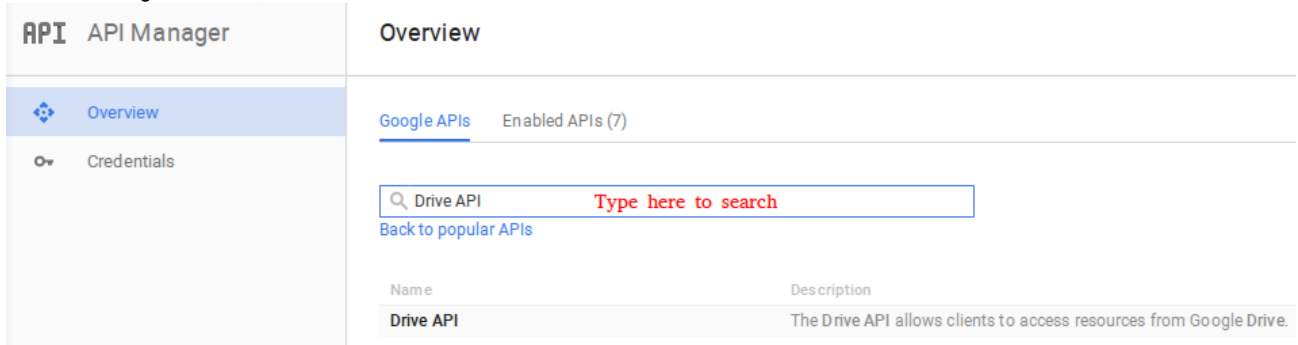 API API Manager
Overview
Overview
Credentials
Google APIs Enabled APIs (7)
Drive API Type here to search
Back to popular APIs
Name Description
Drive API The Drive API allows clients to access resources from Google Drive.